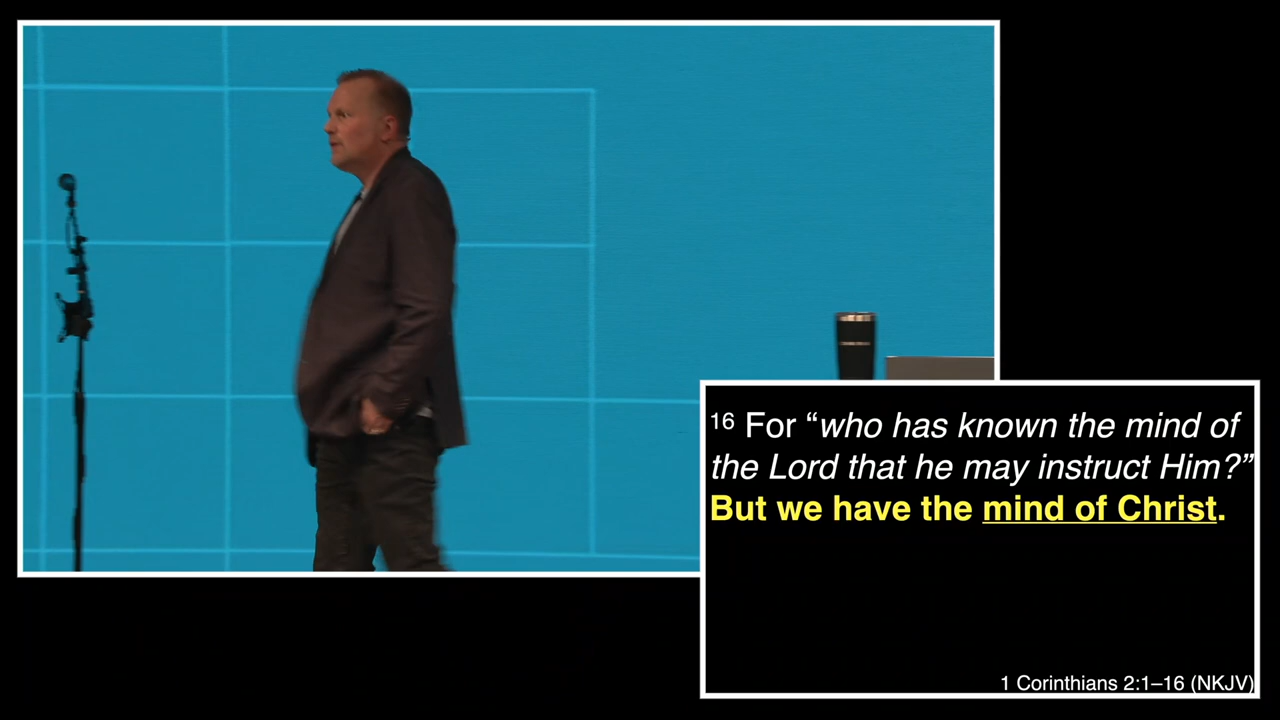 16 For “who has known the mind of
the Lord that he may instruct Him?”
But we have the mind of Christ.
1 Corinthians 2:1–16 (NKJV)